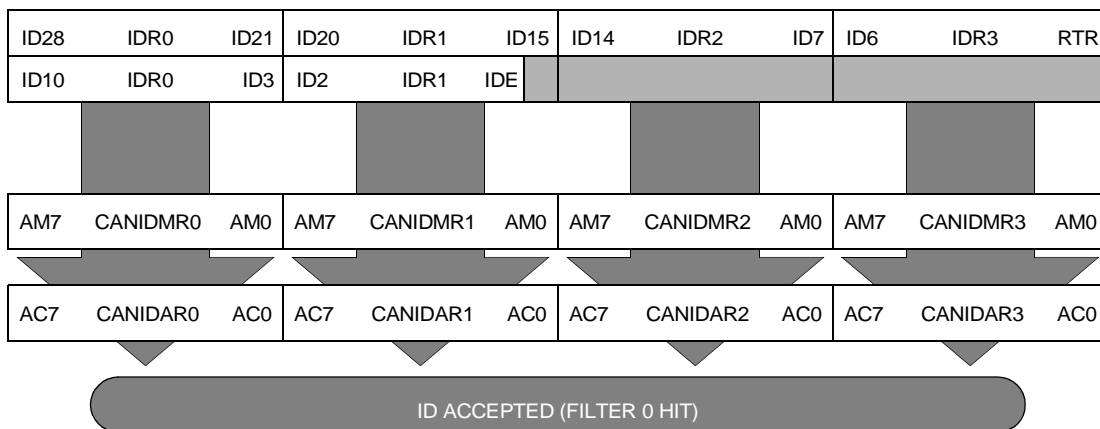 ID28 IDR0 ID21 ID20 IDR1 ID15 ID14 IDR2 ID7 ID6 IDR3 RTR
ID10 IDR0 ID3 ID2 IDR1 IDE
AM7 CANIDMR0 AM0 AM7 CANIDMR1 AM0 AM7 CANIDMR2 AM0 AM7 CANIDMR3 AM0
AC7 CANIDAR0 AC0 AC7 CANIDAR1 AC0 AC7 CANIDAR2 AC0 AC7 CANIDAR3 AC0
ID ACCEPTED (FILTER 0 HIT)